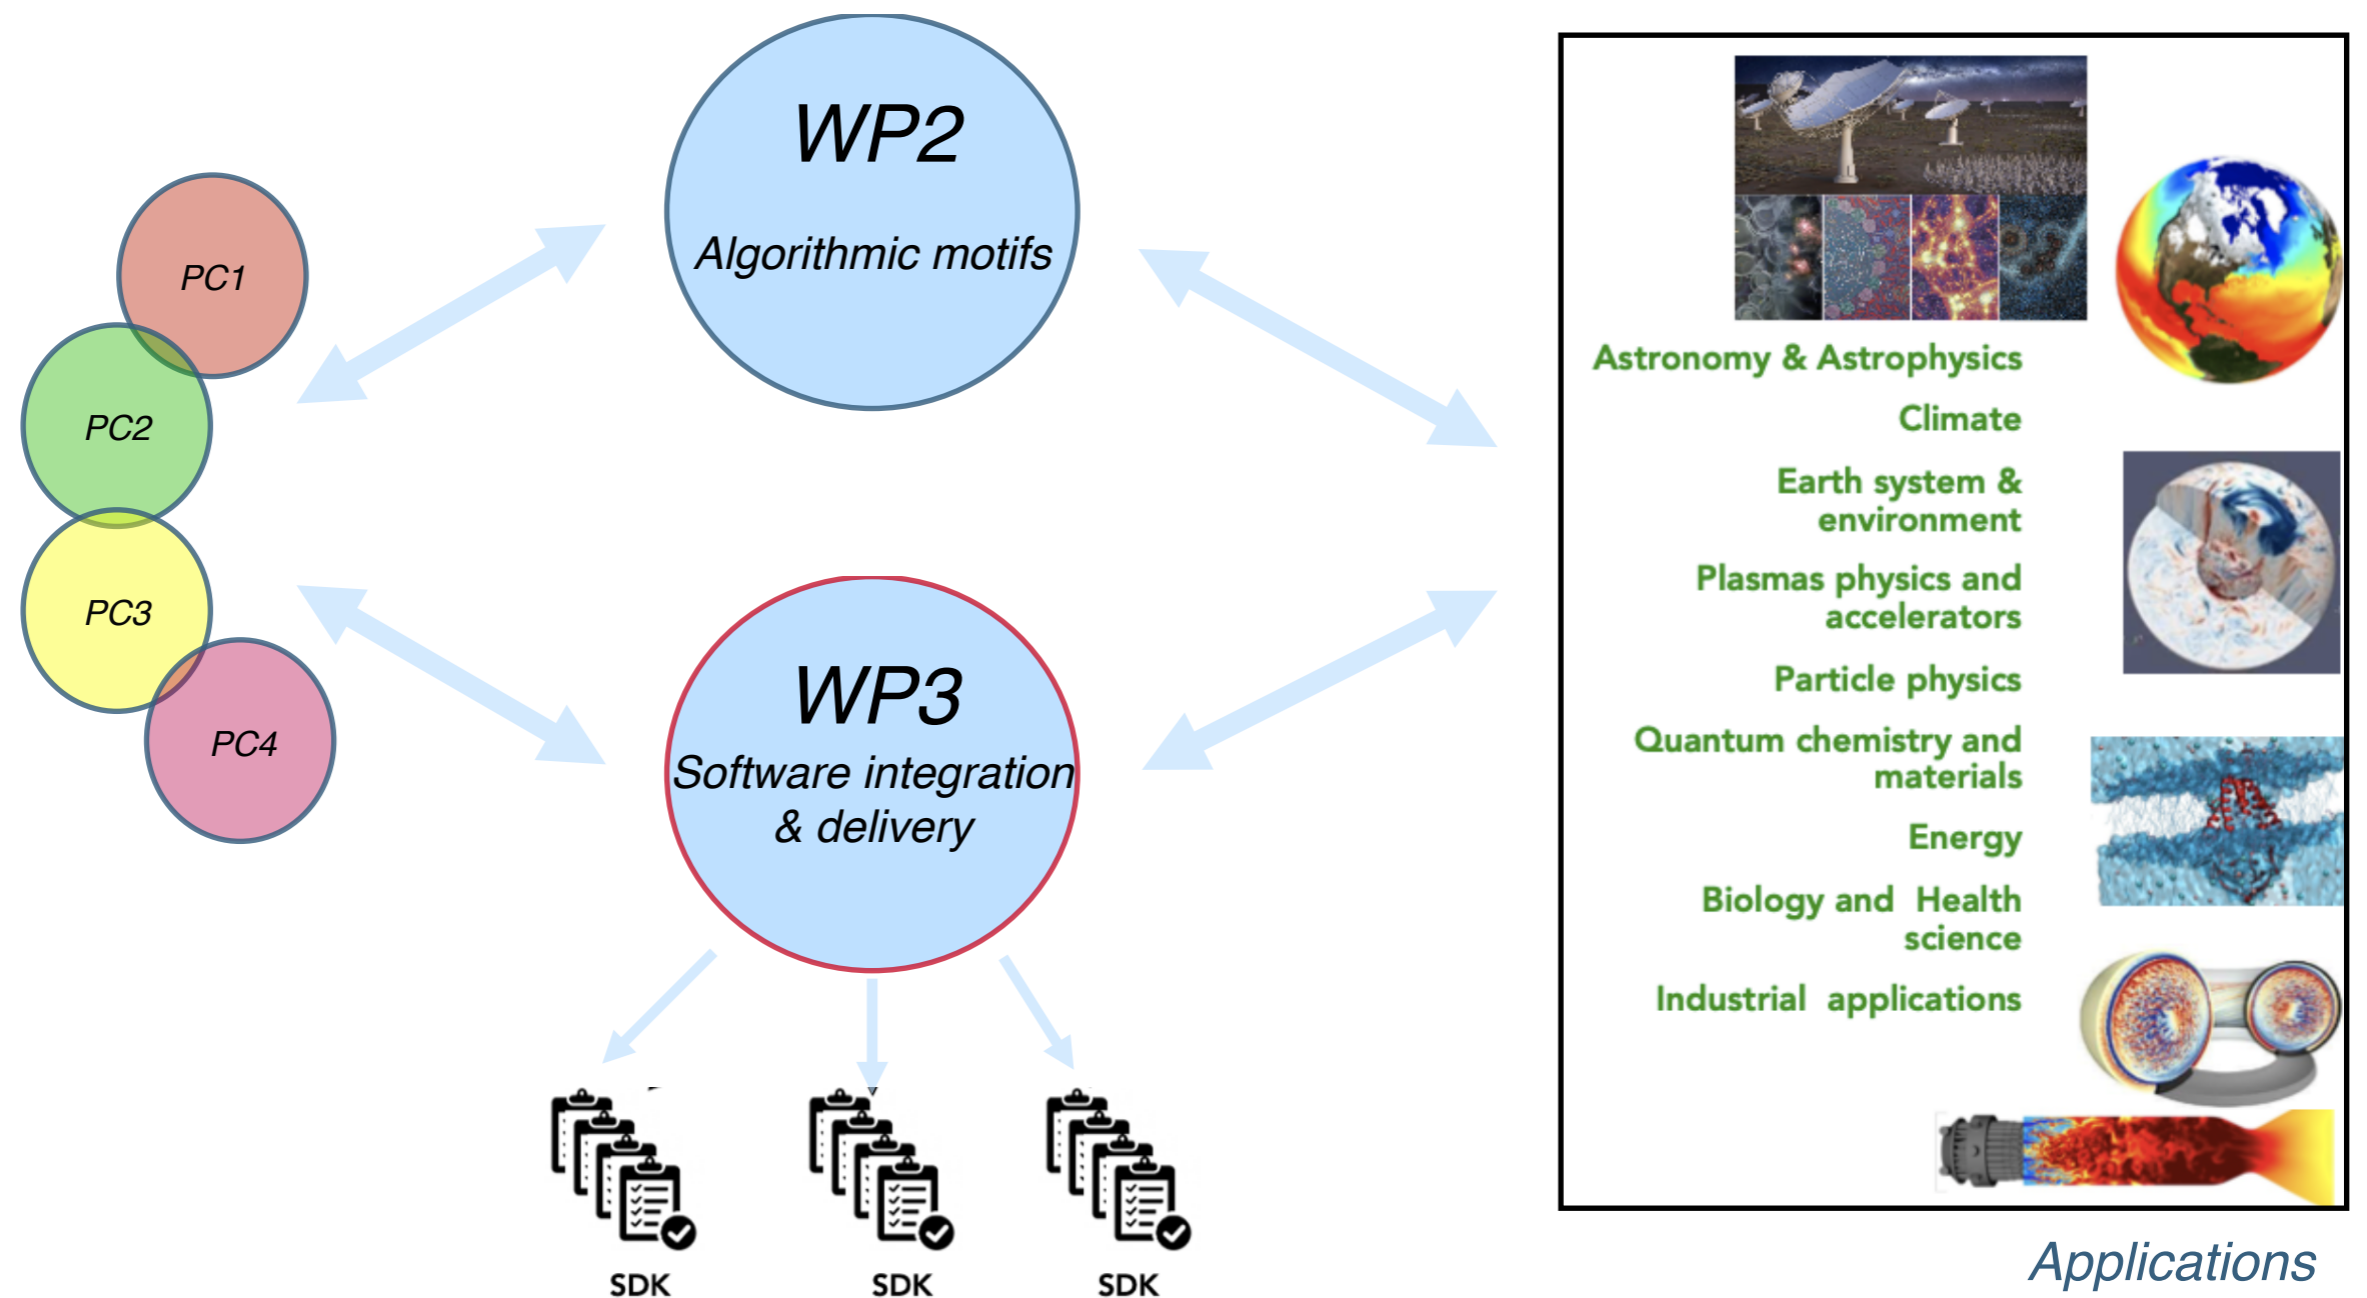 PC1
PC2
PC3
PC4
WP2
Algorithmic motifs
WP3
Software integration
& delivery
SDK
SDK
SDK
Astronomy & Astrophysics
Climate
Earth system &
environment
Plasmas physics and
accelerators
Particle physics
Quantum chemistry and
materials
Energy
Biology and Health
science
Industrial applications
Applications